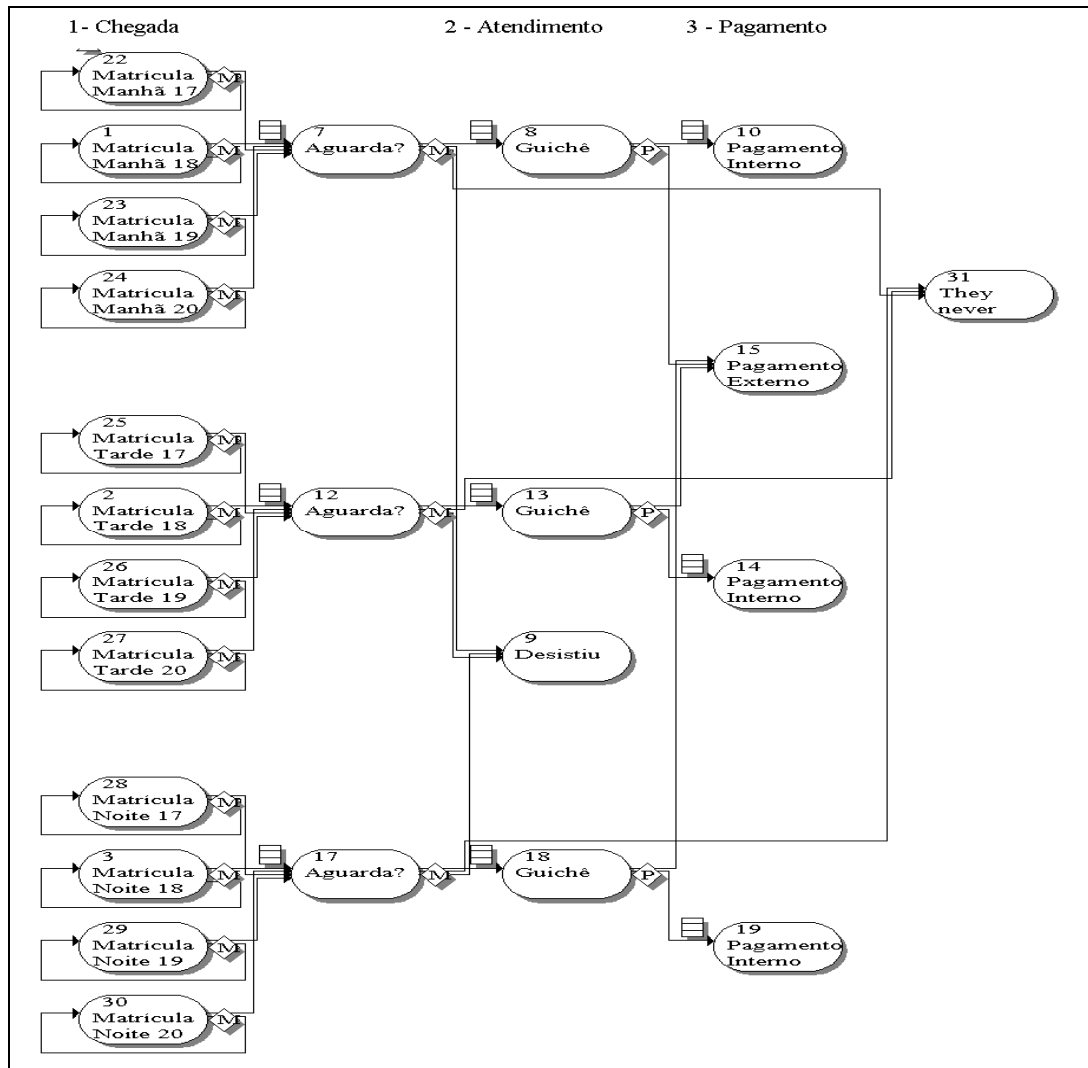 1- Chegada
2 - Atendimento
3 - Pagamento
22
Matrícula
Manhã 17
M
1
Matrícula
Manhã 18
M
23
Matrícula
Manhã 19
M
24
Matrícula
Manhã 20
M
7
Aguarda?
M
8
Guichê
P
10
Pagamento
Interno
31
They
never
15
Pagamento
Externo
25
Matrícula
Tarde 17
M
2
Matrícula
Tarde 18
M
26
Matrícula
Tarde 19
M
27
Matrícula
Tarde 20
M
12
Aguarda?
M
13
Guichê
P
14
Pagamento
Interno
9
Desistiu
28
Matrícula
Noite 17
M
3
Matrícula
Noite 18
M
29
Matrícula
Noite 19
M
30
Matrícula
Noite 20
M
17
Aguarda?
M
18
Guichê
P
19
Pagamento
Interno